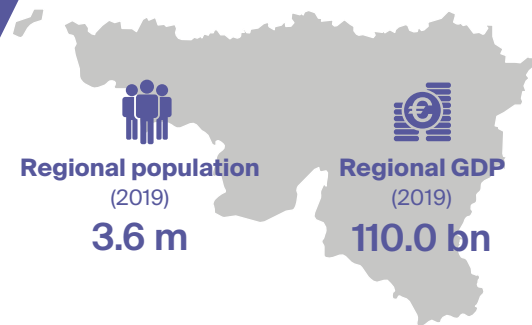 Regional population
(2019)
3.6 m
€
Regional GDP
(2019)
110.0 bn